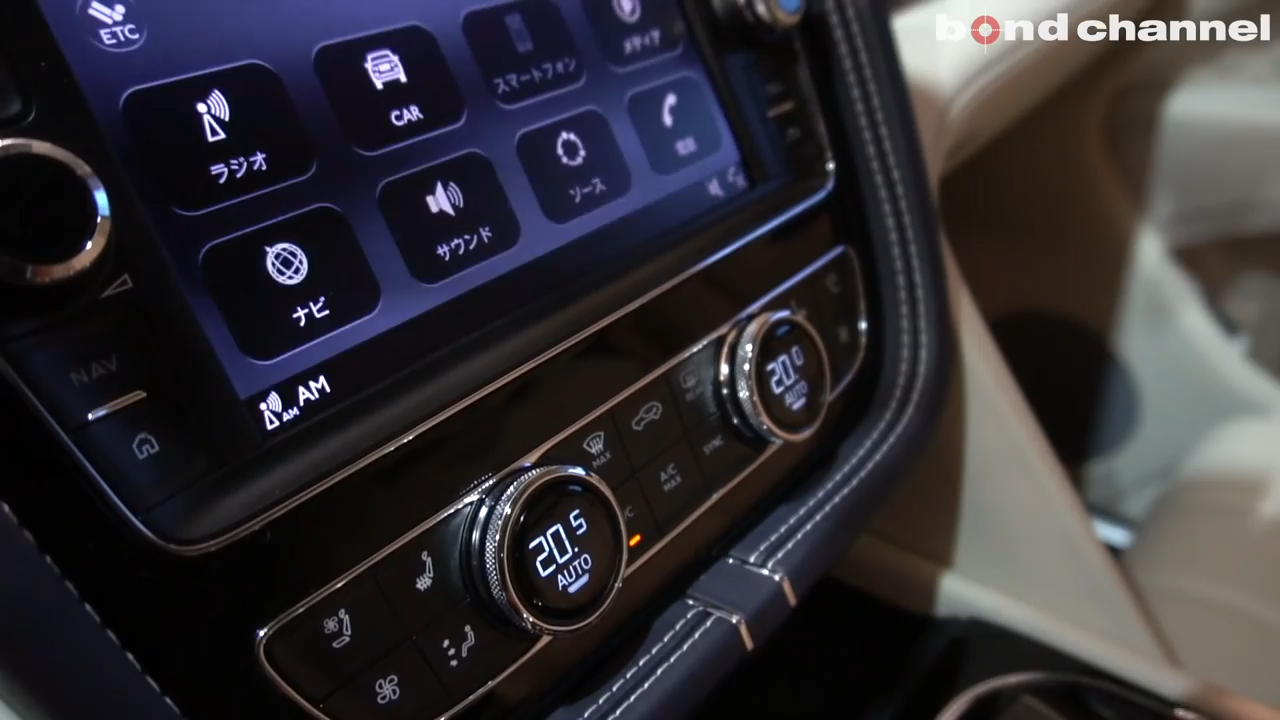 bond channel
ETC
ラジオ
CAR
スマートフォン
メディア
ナビ
サウンド
ソース
電話
AM AM
NAV
MAX
A/C
MAX
SYNC
20.0
AUTO
20.5
AUTO